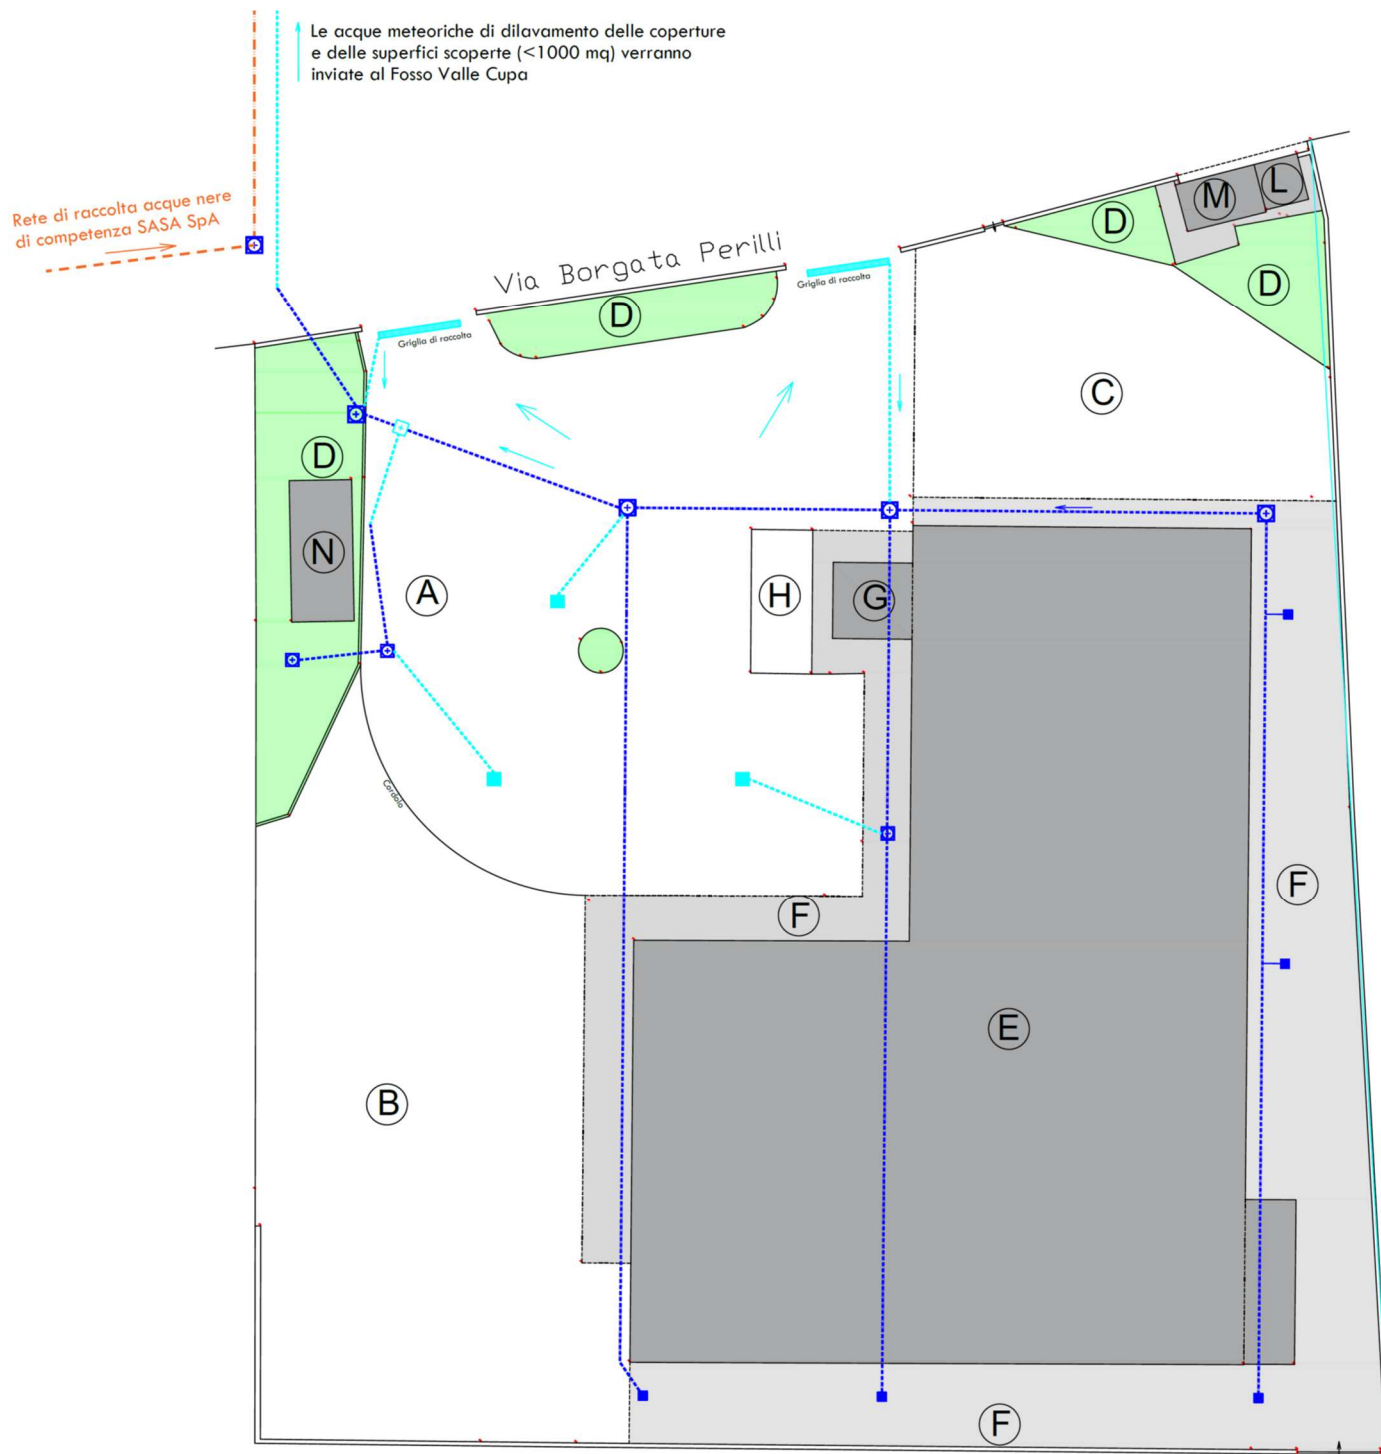 Le acque meteoriche di dilavamento delle coperture
e delle superfici scoperte (<1000 mq) verranno
inviate al Fosso Valle Cupa
Rete di raccolta acque nere
di competenza SASA SpA
Via Borgata Perilli
Griglia di raccolta
Griglia di raccolta
M
L
D
D
D
C
D
N
A
H
G
Cordolo
F
F
E
B
F